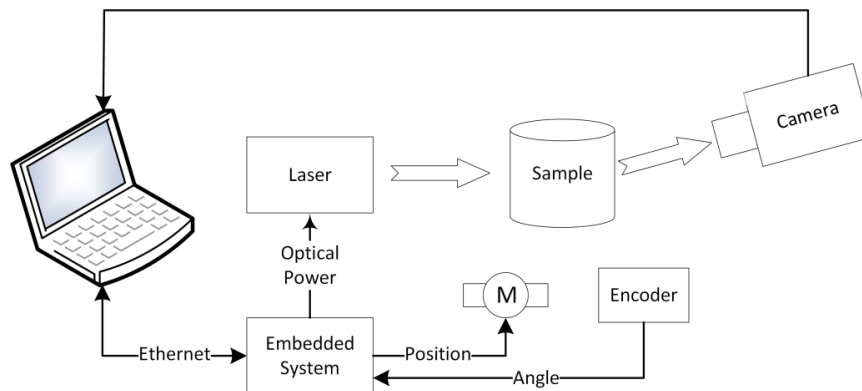 Camera
Laser
Sample
Optical
Power
M
Encoder
Ethernet
Embedded
System
Position
Angle